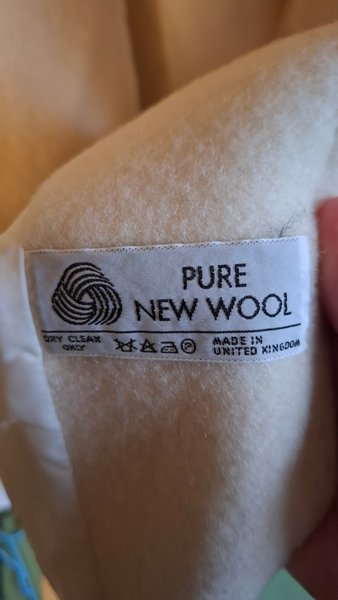 PURE
NEW WOOL
DRY CLEAN
ONLY
P
MADE IN
UNITED KINGDOM